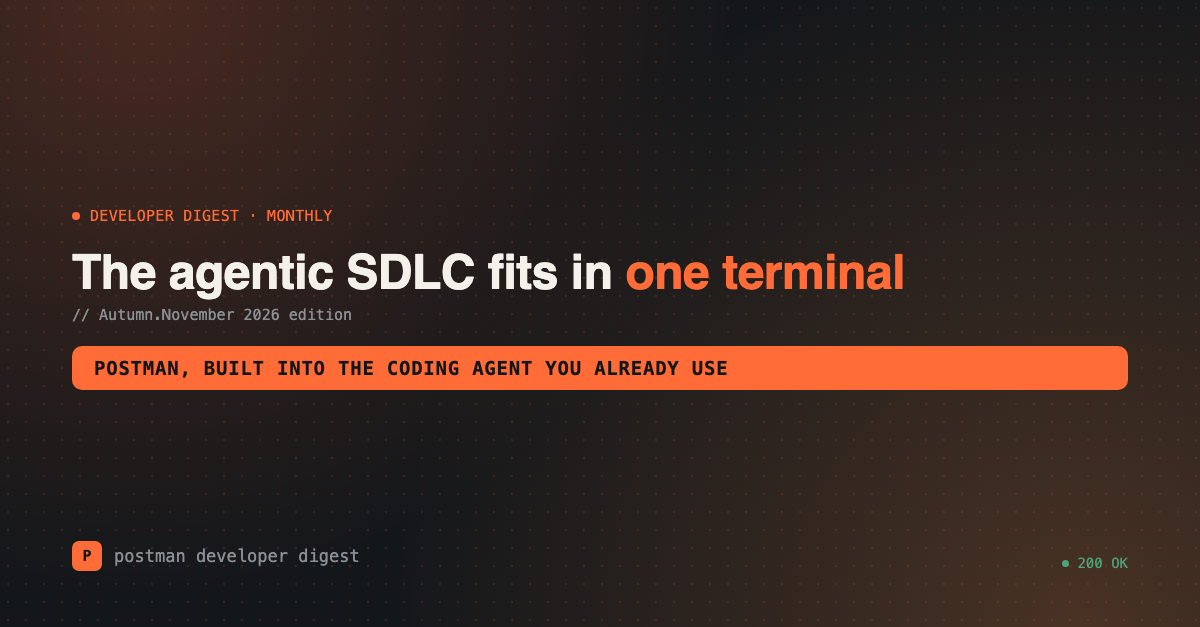 DEVELOPER DIGEST · MONTHLY
The agentic SDLC fits in one terminal
// Autumn.November 2026 edition
POSTMAN, BUILT INTO THE CODING AGENT YOU ALREADY USE
P postman developer digest
200 OK